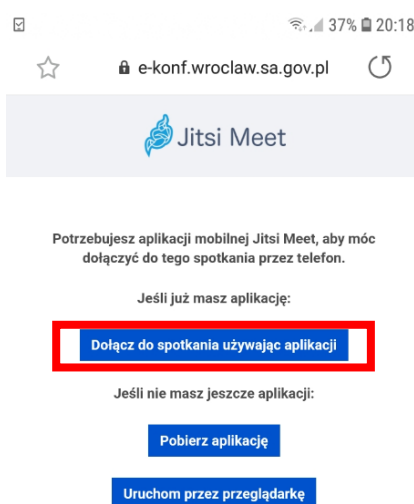 37% 20:18
e-konf.wroclaw.sa.gov.pl
Jitsi Meet
Potrzebujesz aplikacji mobilnej Jitsi Meet, aby móc
dołączyć do tego spotkania przez telefon.
Jeśli już masz aplikację:
Dołącz do spotkania używając aplikacji
Jeśli nie masz jeszcze aplikacji:
Pobierz aplikację
Uruchom przez przeglądarkę